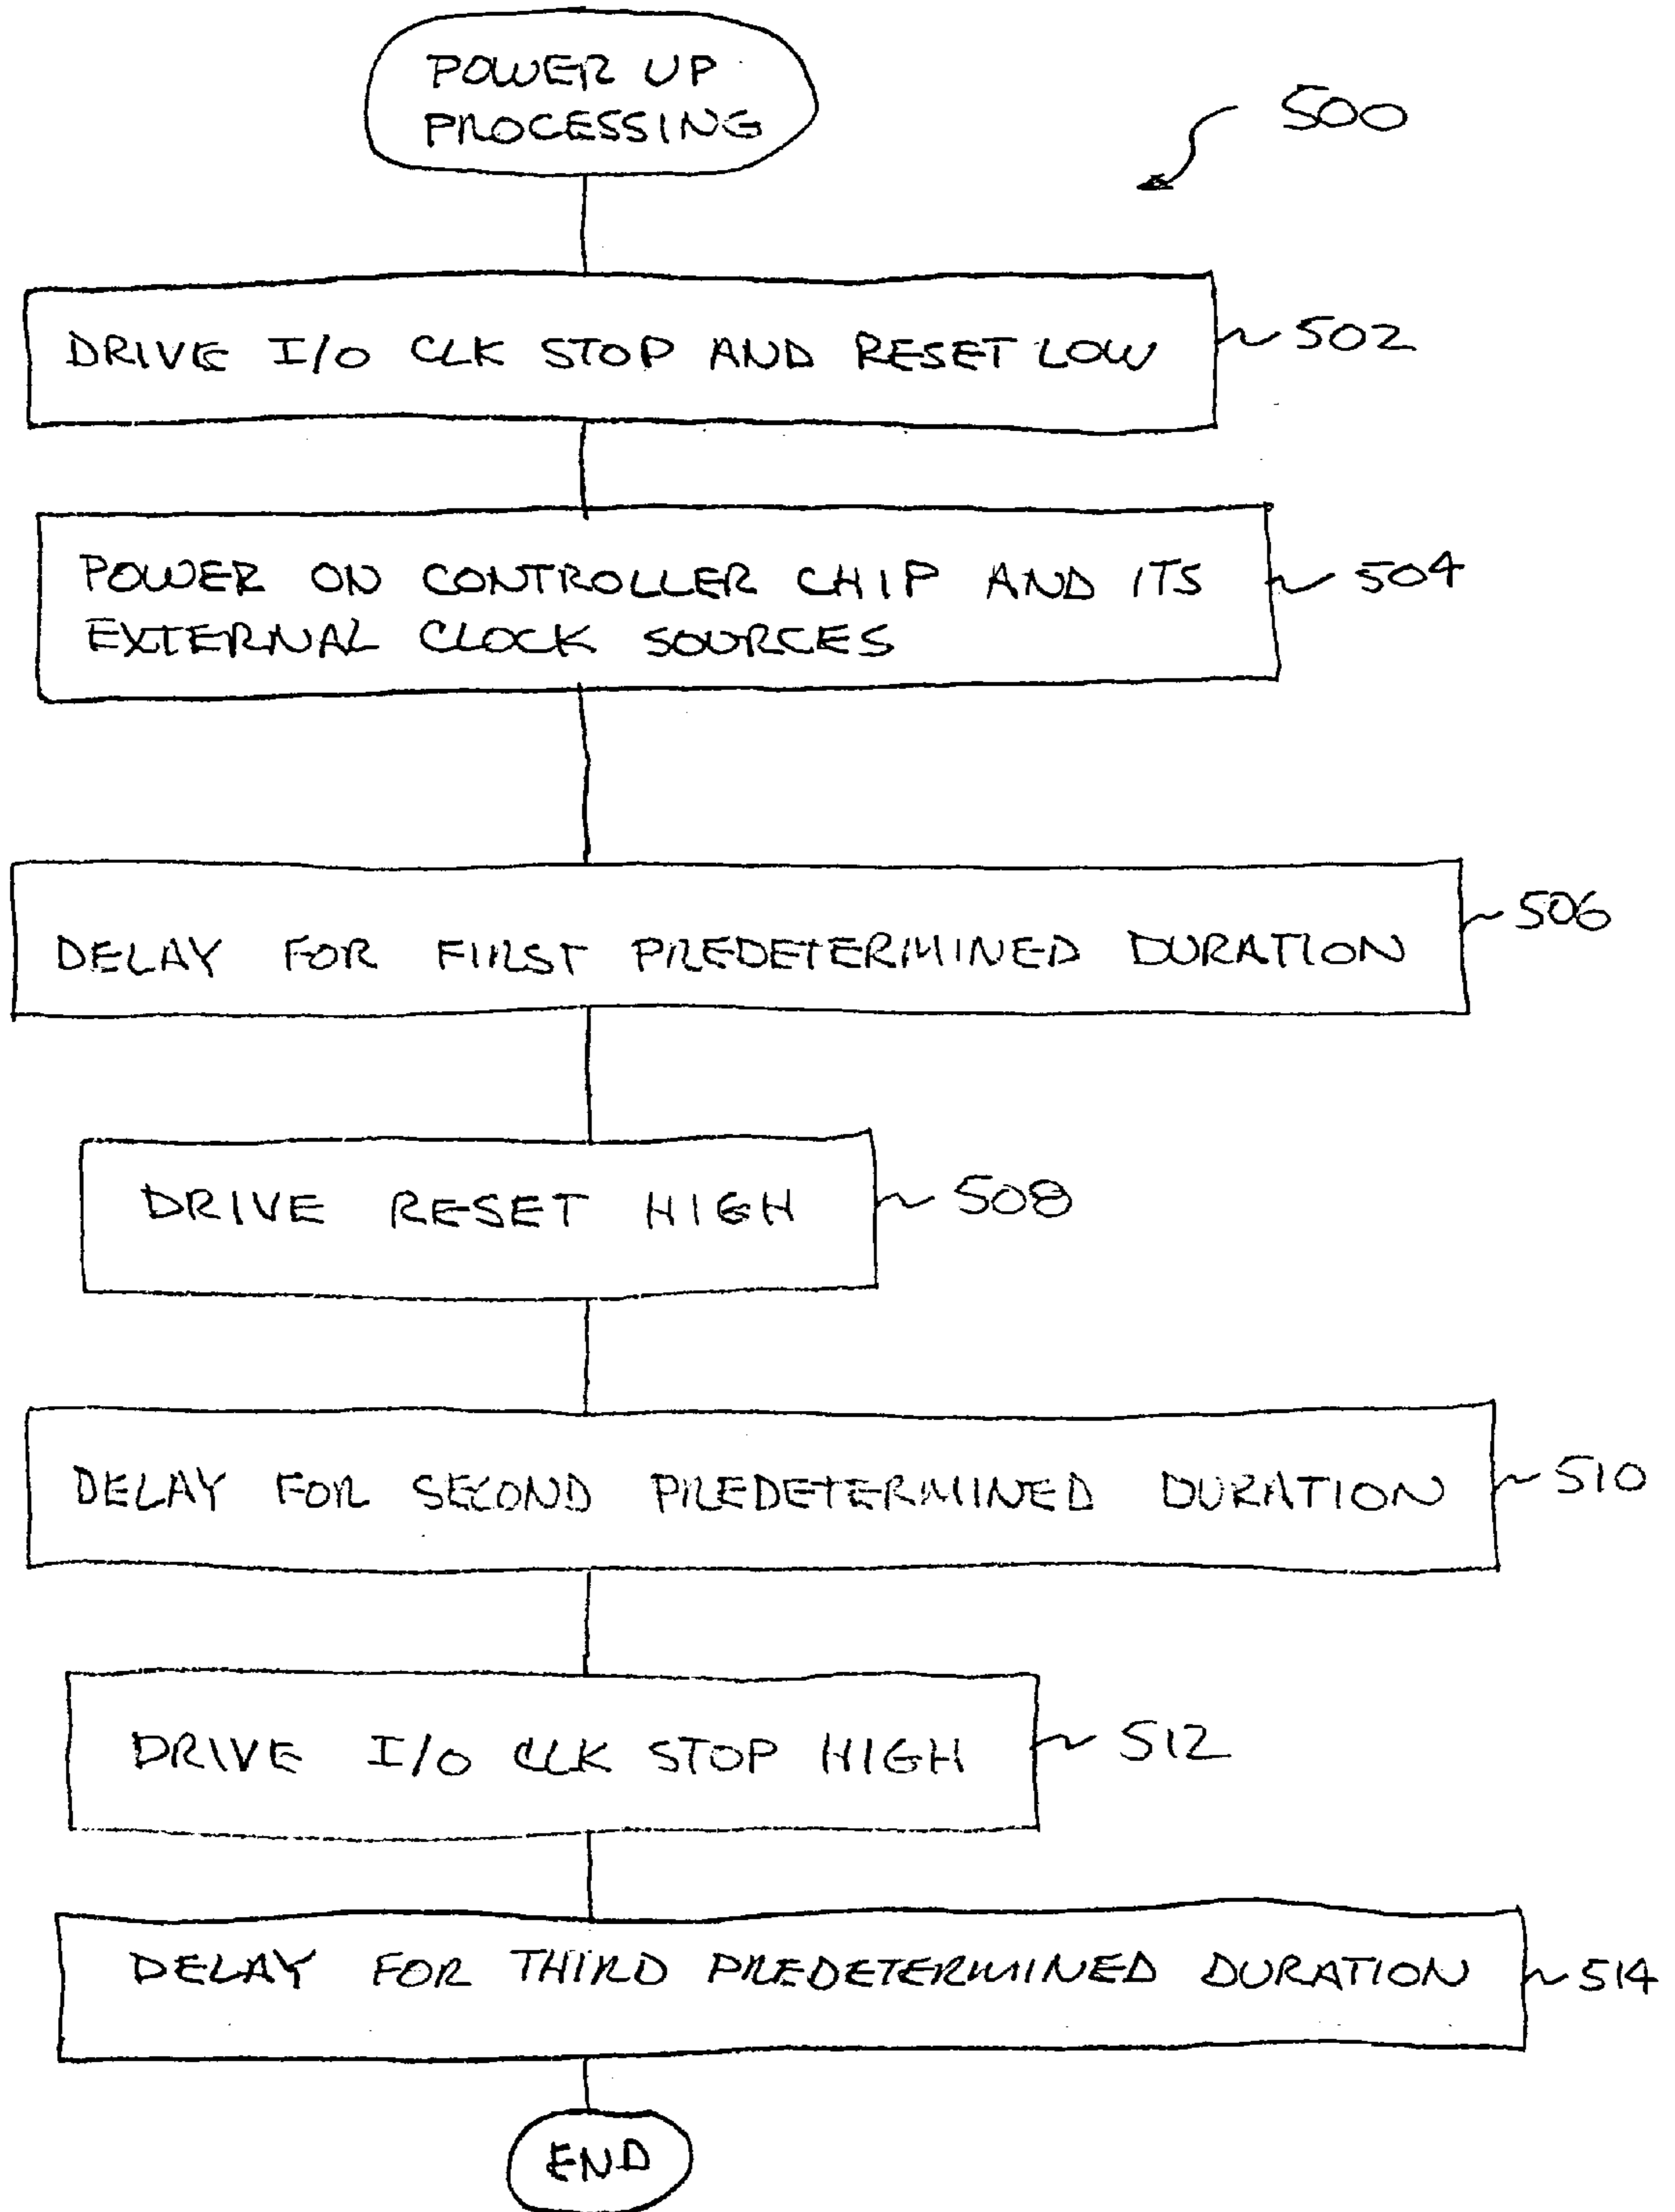 POWER UP
PROCESSING
500
DRIVE I/O CLK STOP AND RESET LOW
502
POWER ON CONTROLLER CHIP AND ITS
EXTERNAL CLOCK SOURCES
504
DELAY FOR FIRST PREDETERMINED DURATION
506
DRIVE RESET HIGH
508
DELAY FOR SECOND PREDETERMINED DURATION
510
DRIVE I/O CLK STOP HIGH
512
DELAY FOR THIRD PREDETERMINED DURATION
514
END